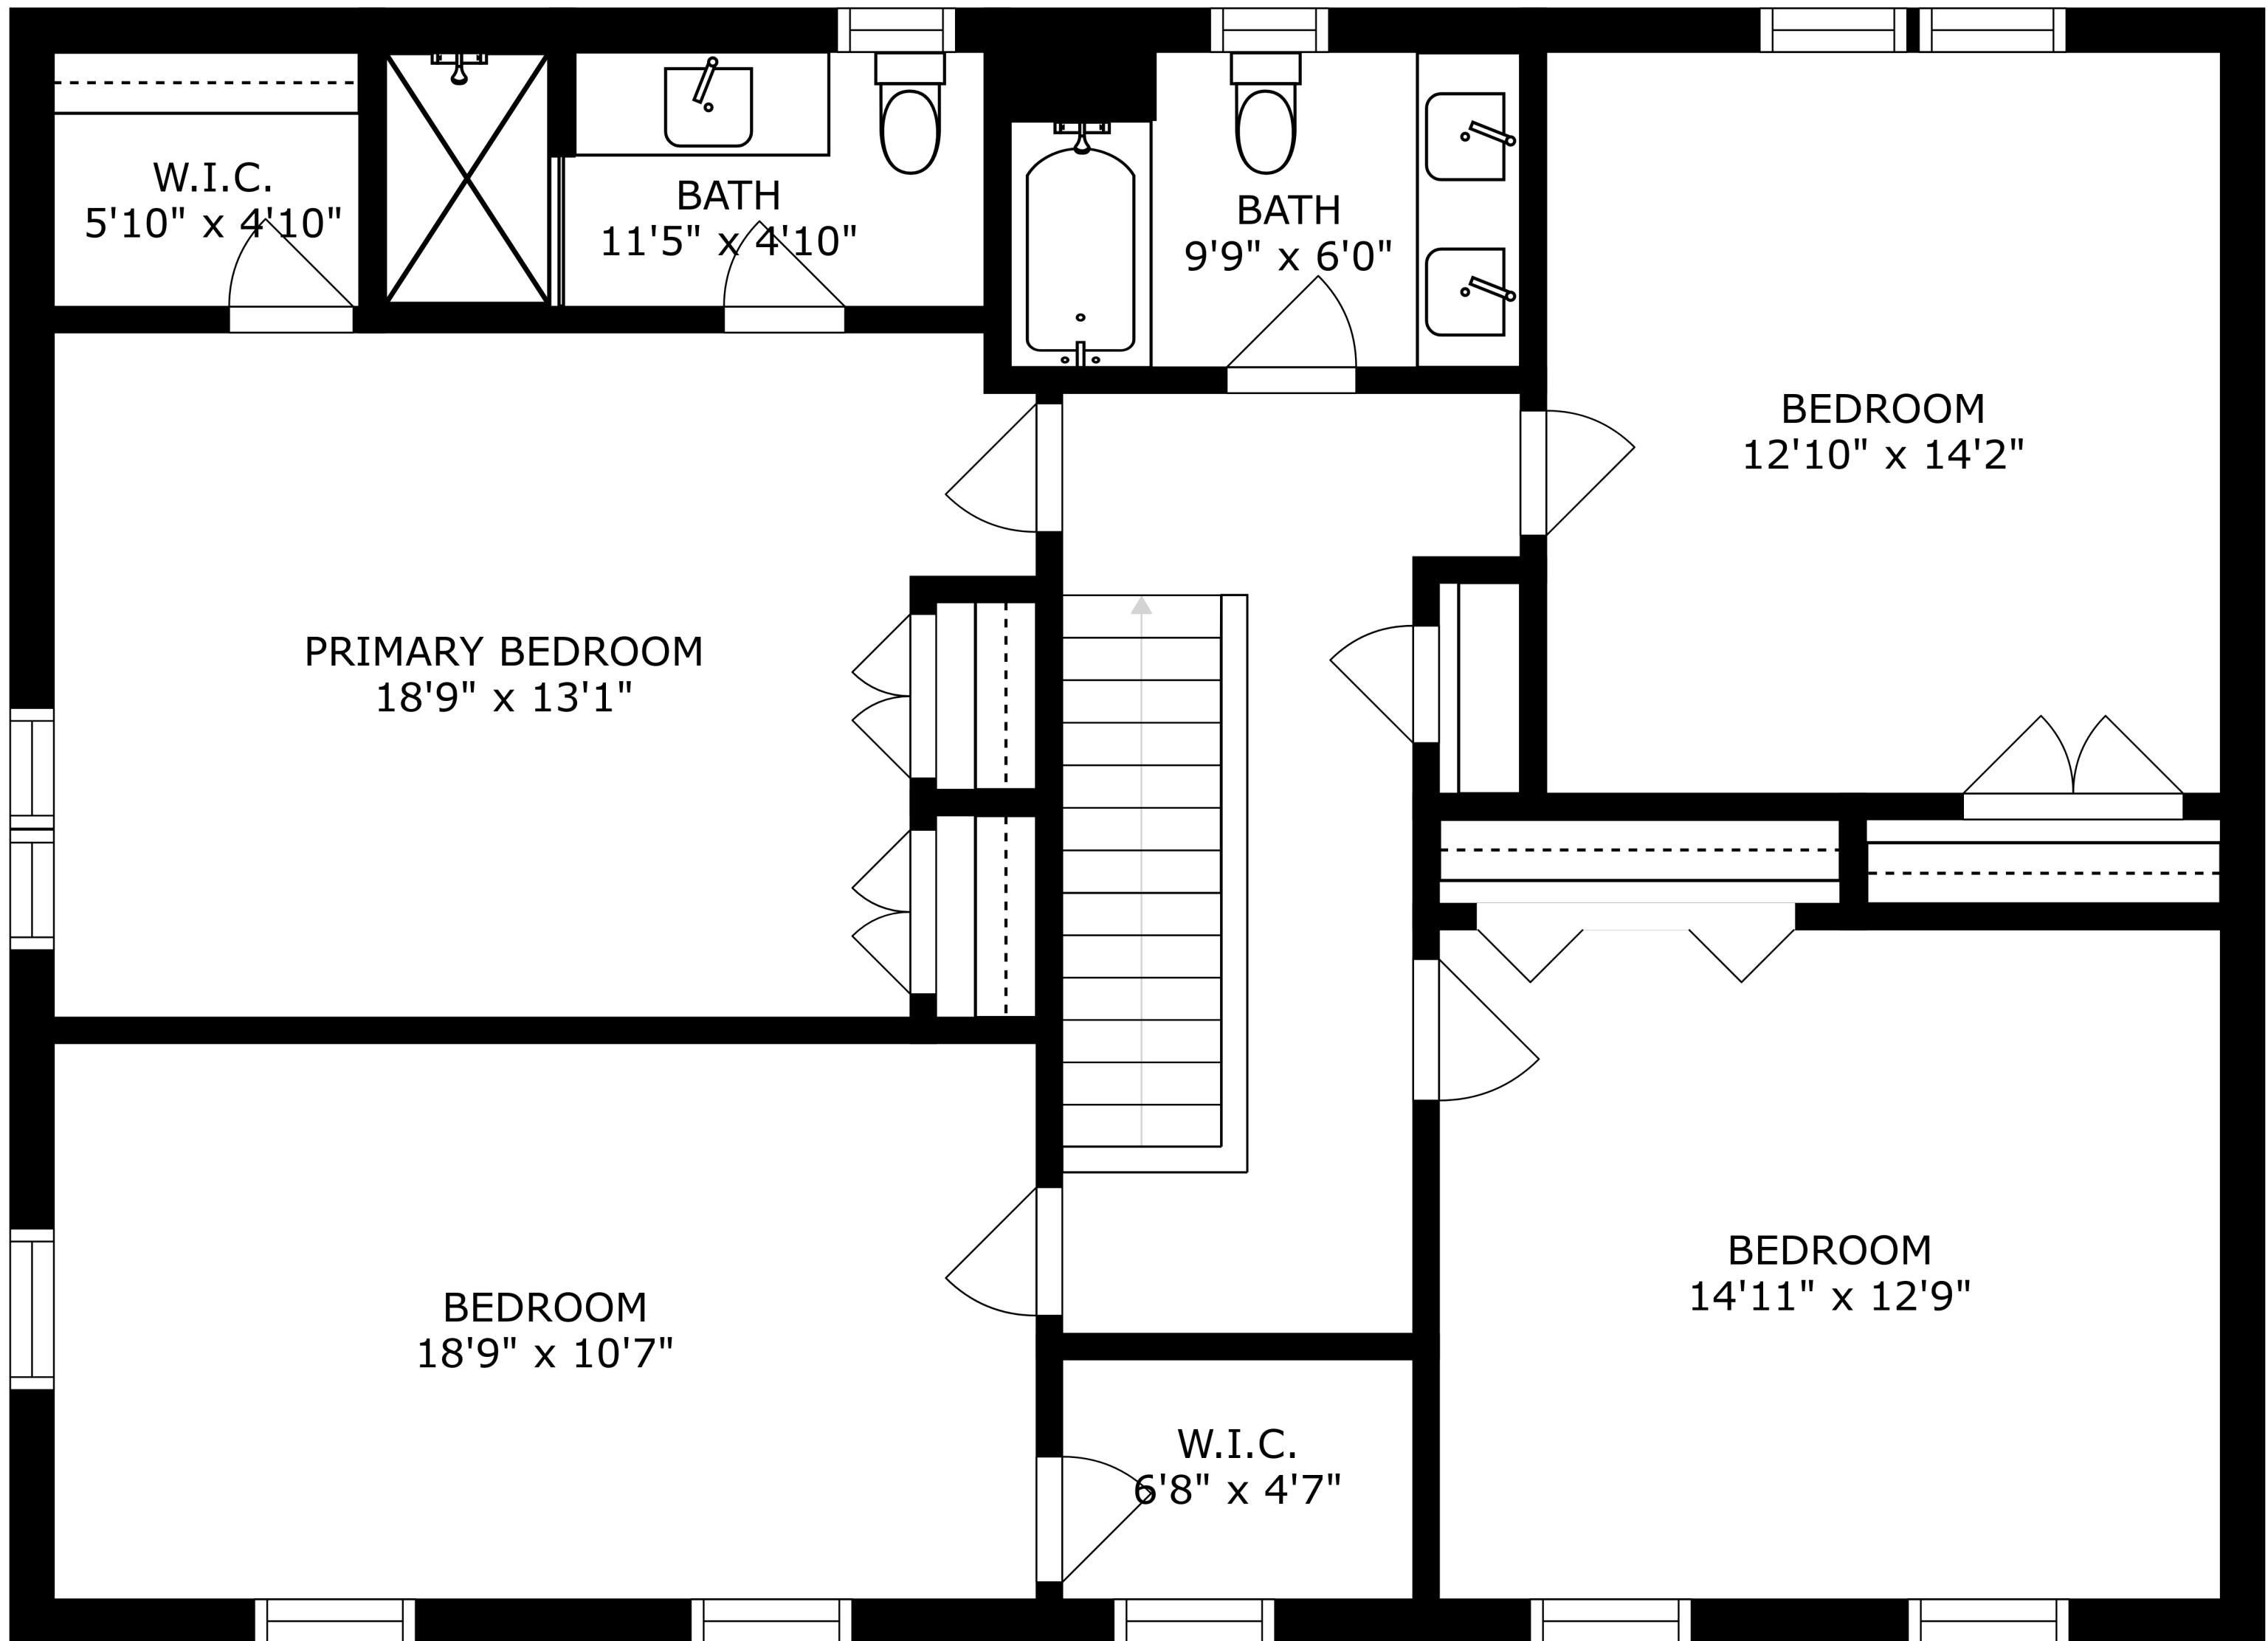 W.I.C.
5'10" x 4'10"
BATH
11'5" x 4'10"
BATH
9'9" x 6'0"
BEDROOM
12'10" x 14'2"
PRIMARY BEDROOM
18'9" x 13'1"
BEDROOM
14'11" x 12'9"
BEDROOM
18'9" x 10'7"
W.I.C.
6'8" x 4'7"